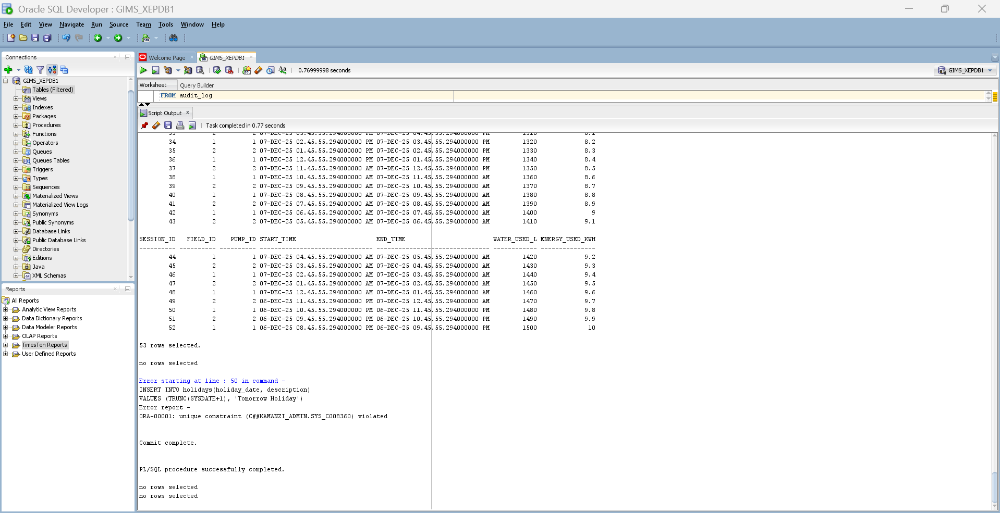 Oracle SQL Developer : GIMS_XEPDB1
File Edit View Navigate Run Source Team Tools Window Help
Connections
GIMS_XEPDB1
Tables (Filtered)
Views
Indexes
Packages
Procedures
Functions
Operators
Queues
Queues Tables
Triggers
Types
Sequences
Materialized Views
Materialized View Logs
Synonyms
Public Synonyms
Database Links
Public Database Links
Directories
Editions
Java
XML Schemas
Reports
All Reports
Analytic View Reports
Data Dictionary Reports
Data Modeler Reports
OLAP Reports
TimesTen Reports
User Defined Reports
Welcome Page GIMS_XEPDB1
0.76999998 seconds GIMS_XEPDB1
Worksheet Query Builder
FROM audit_log
Script Output
Task completed in 0.77 seconds
33 2 2 07-DEC-25 03.45.55.294000000 PM 07-DEC-25 04.45.55.294000000 PM 1310 8.1
34 1 1 07-DEC-25 02.45.55.294000000 PM 07-DEC-25 03.45.55.294000000 PM 1320 8.2
35 2 2 07-DEC-25 01.45.55.294000000 PM 07-DEC-25 02.45.55.294000000 PM 1330 8.3
36 1 1 07-DEC-25 12.45.55.294000000 PM 07-DEC-25 01.45.55.294000000 PM 1340 8.4
37 2 2 07-DEC-25 11.45.55.294000000 AM 07-DEC-25 12.45.55.294000000 PM 1350 8.5
38 1 1 07-DEC-25 10.45.55.294000000 AM 07-DEC-25 11.45.55.294000000 AM 1360 8.6
39 2 2 07-DEC-25 09.45.55.294000000 AM 07-DEC-25 10.45.55.294000000 AM 1370 8.7
40 1 1 07-DEC-25 08.45.55.294000000 AM 07-DEC-25 09.45.55.294000000 AM 1380 8.8
41 2 2 07-DEC-25 07.45.55.294000000 AM 07-DEC-25 08.45.55.294000000 AM 1390 8.9
42 1 1 07-DEC-25 06.45.55.294000000 AM 07-DEC-25 07.45.55.294000000 AM 1400 9
43 2 2 07-DEC-25 05.45.55.294000000 AM 07-DEC-25 06.45.55.294000000 AM 1410 9.1
SESSION_ID FIELD_ID PUMP_ID START_TIME END_TIME WATER_USED_L ENERGY_USED_KWH
---------- ---------- ---------- ------------------------------- ------------------------------- ------------ ---------------
44 1 1 07-DEC-25 04.45.55.294000000 AM 07-DEC-25 05.45.55.294000000 AM 1420 9.2
45 2 2 07-DEC-25 03.45.55.294000000 AM 07-DEC-25 04.45.55.294000000 AM 1430 9.3
46 1 1 07-DEC-25 02.45.55.294000000 AM 07-DEC-25 03.45.55.294000000 AM 1440 9.4
47 2 2 07-DEC-25 01.45.55.294000000 AM 07-DEC-25 02.45.55.294000000 AM 1450 9.5
48 1 1 07-DEC-25 12.45.55.294000000 AM 07-DEC-25 01.45.55.294000000 AM 1460 9.6
49 2 2 06-DEC-25 11.45.55.294000000 PM 07-DEC-25 12.45.55.294000000 AM 1470 9.7
50 1 1 06-DEC-25 10.45.55.294000000 PM 06-DEC-25 11.45.55.294000000 PM 1480 9.8
51 2 2 06-DEC-25 09.45.55.294000000 PM 06-DEC-25 10.45.55.294000000 PM 1490 9.9
52 1 1 06-DEC-25 08.45.55.294000000 PM 06-DEC-25 09.45.55.294000000 PM 1500 10
53 rows selected.
no rows selected
Error starting at line : 50 in command -
INSERT INTO holidays(holiday_date, description)
VALUES (TRUNC(SYSDATE+1), 'Tomorrow Holiday')
Error report -
ORA-00001: unique constraint (C##KAMANZI_ADMIN.SYS_C008360) violated
Commit complete.
PL/SQL procedure successfully completed.
no rows selected
no rows selected